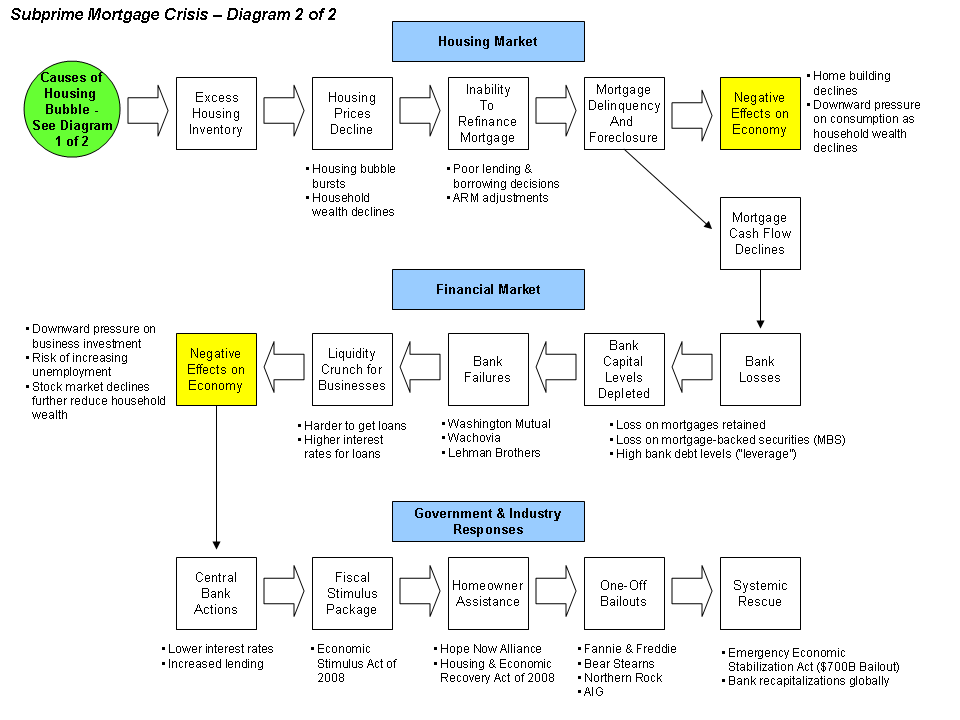 Subprime Mortgage Crisis – Diagram 2 of 2
Housing Market
Causes of
Housing
Bubble -
See Diagram
1 of 2
Excess
Housing
Inventory
Housing
Prices
Decline
Inability
To
Refinance
Mortgage
Mortgage
Delinquency
And
Foreclosure
Negative
Effects on
Economy
• Home building
declines
• Downward pressure
on consumption as
household wealth
declines
• Housing bubble
bursts
• Household
wealth declines
• Poor lending &
borrowing decisions
• ARM adjustments
Mortgage
Cash Flow
Declines
Financial Market
• Downward pressure on
business investment
• Risk of increasing
unemployment
• Stock market declines
further reduce household
wealth
Negative
Effects on
Economy
Liquidity
Crunch for
Businesses
Bank
Failures
Bank
Capital
Levels
Depleted
Bank
Losses
• Harder to get loans
• Higher interest
rates for loans
• Washington Mutual
• Wachovia
• Lehman Brothers
• Loss on mortgages retained
• Loss on mortgage-backed securities (MBS)
• High bank debt levels ("leverage")
Government & Industry
Responses
Central
Bank
Actions
Fiscal
Stimulus
Package
Homeowner
Assistance
One-Off
Bailouts
Systemic
Rescue
• Lower interest rates
• Increased lending
• Economic
Stimulus Act of
2008
• Hope Now Alliance
• Housing & Economic
Recovery Act of 2008
• Fannie & Freddie
• Bear Stearns
• Northern Rock
• AIG
• Emergency Economic
Stabilization Act ($700B Bailout)
• Bank recapitalizations globally